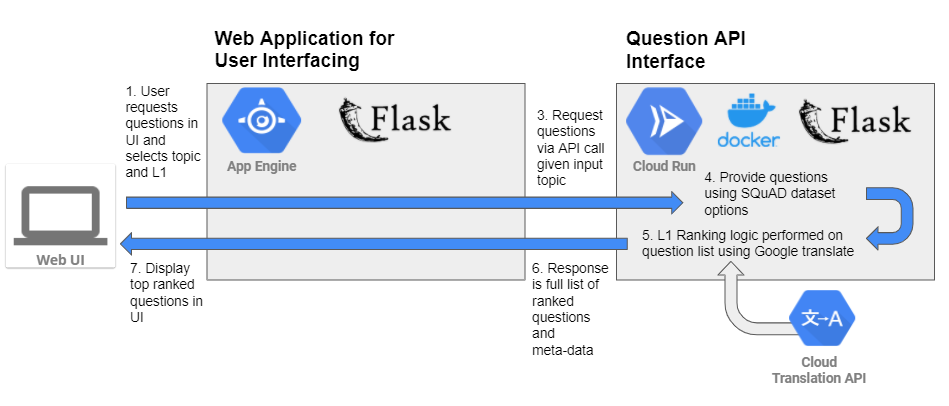 Web Application for
User Interfacing
Question API
Interface
1. User
requests
questions in
UI and
selects topic
and L1
App Engine
Flask
3. Request
questions
via API call
given input
topic
Cloud Run
docker
Flask
4. Provide questions
using SQuAD dataset
options
5. L1 Ranking logic performed on
question list using Google translate
Web UI
7. Display
top ranked
questions in
UI
6. Response
is full list of
ranked
questions
and
meta-data
文→A
Cloud
Translation API